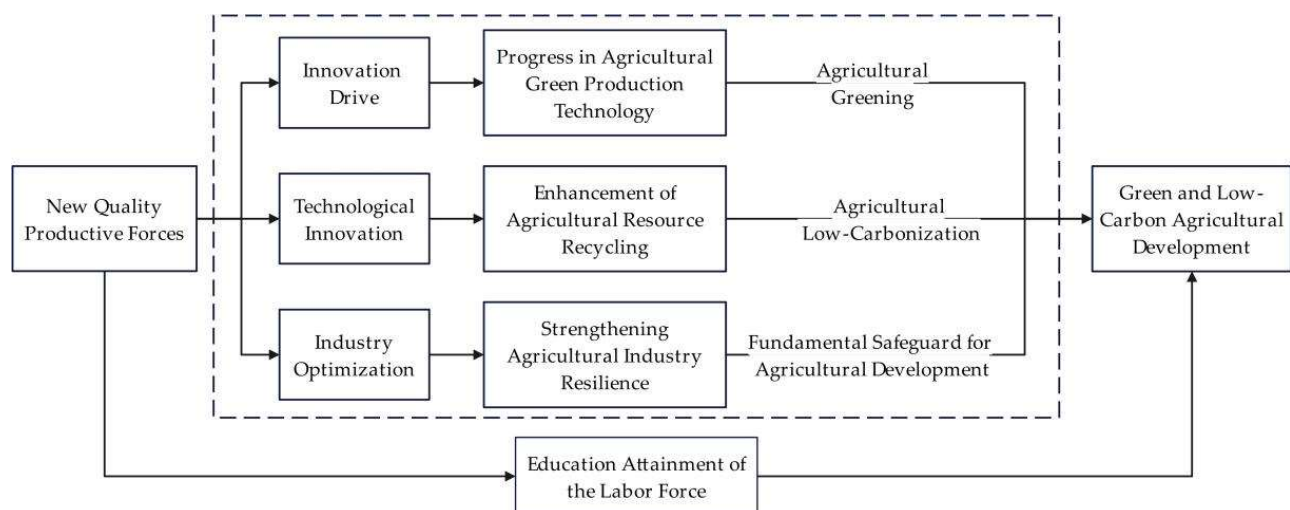 New Quality
Productive Forces
Innovation
Drive
Progress in Agricultural
Green Production
Technology
Agricultural
Greening
Technological
Innovation
Enhancement of
Agricultural Resource
Recycling
Agricultural
Low-Carbonization
Industry
Optimization
Strengthening
Agricultural Industry
Resilience
Fundamental Safeguard for
Agricultural Development
Green and Low-
Carbon Agricultural
Development
Education Attainment of
the Labor Force